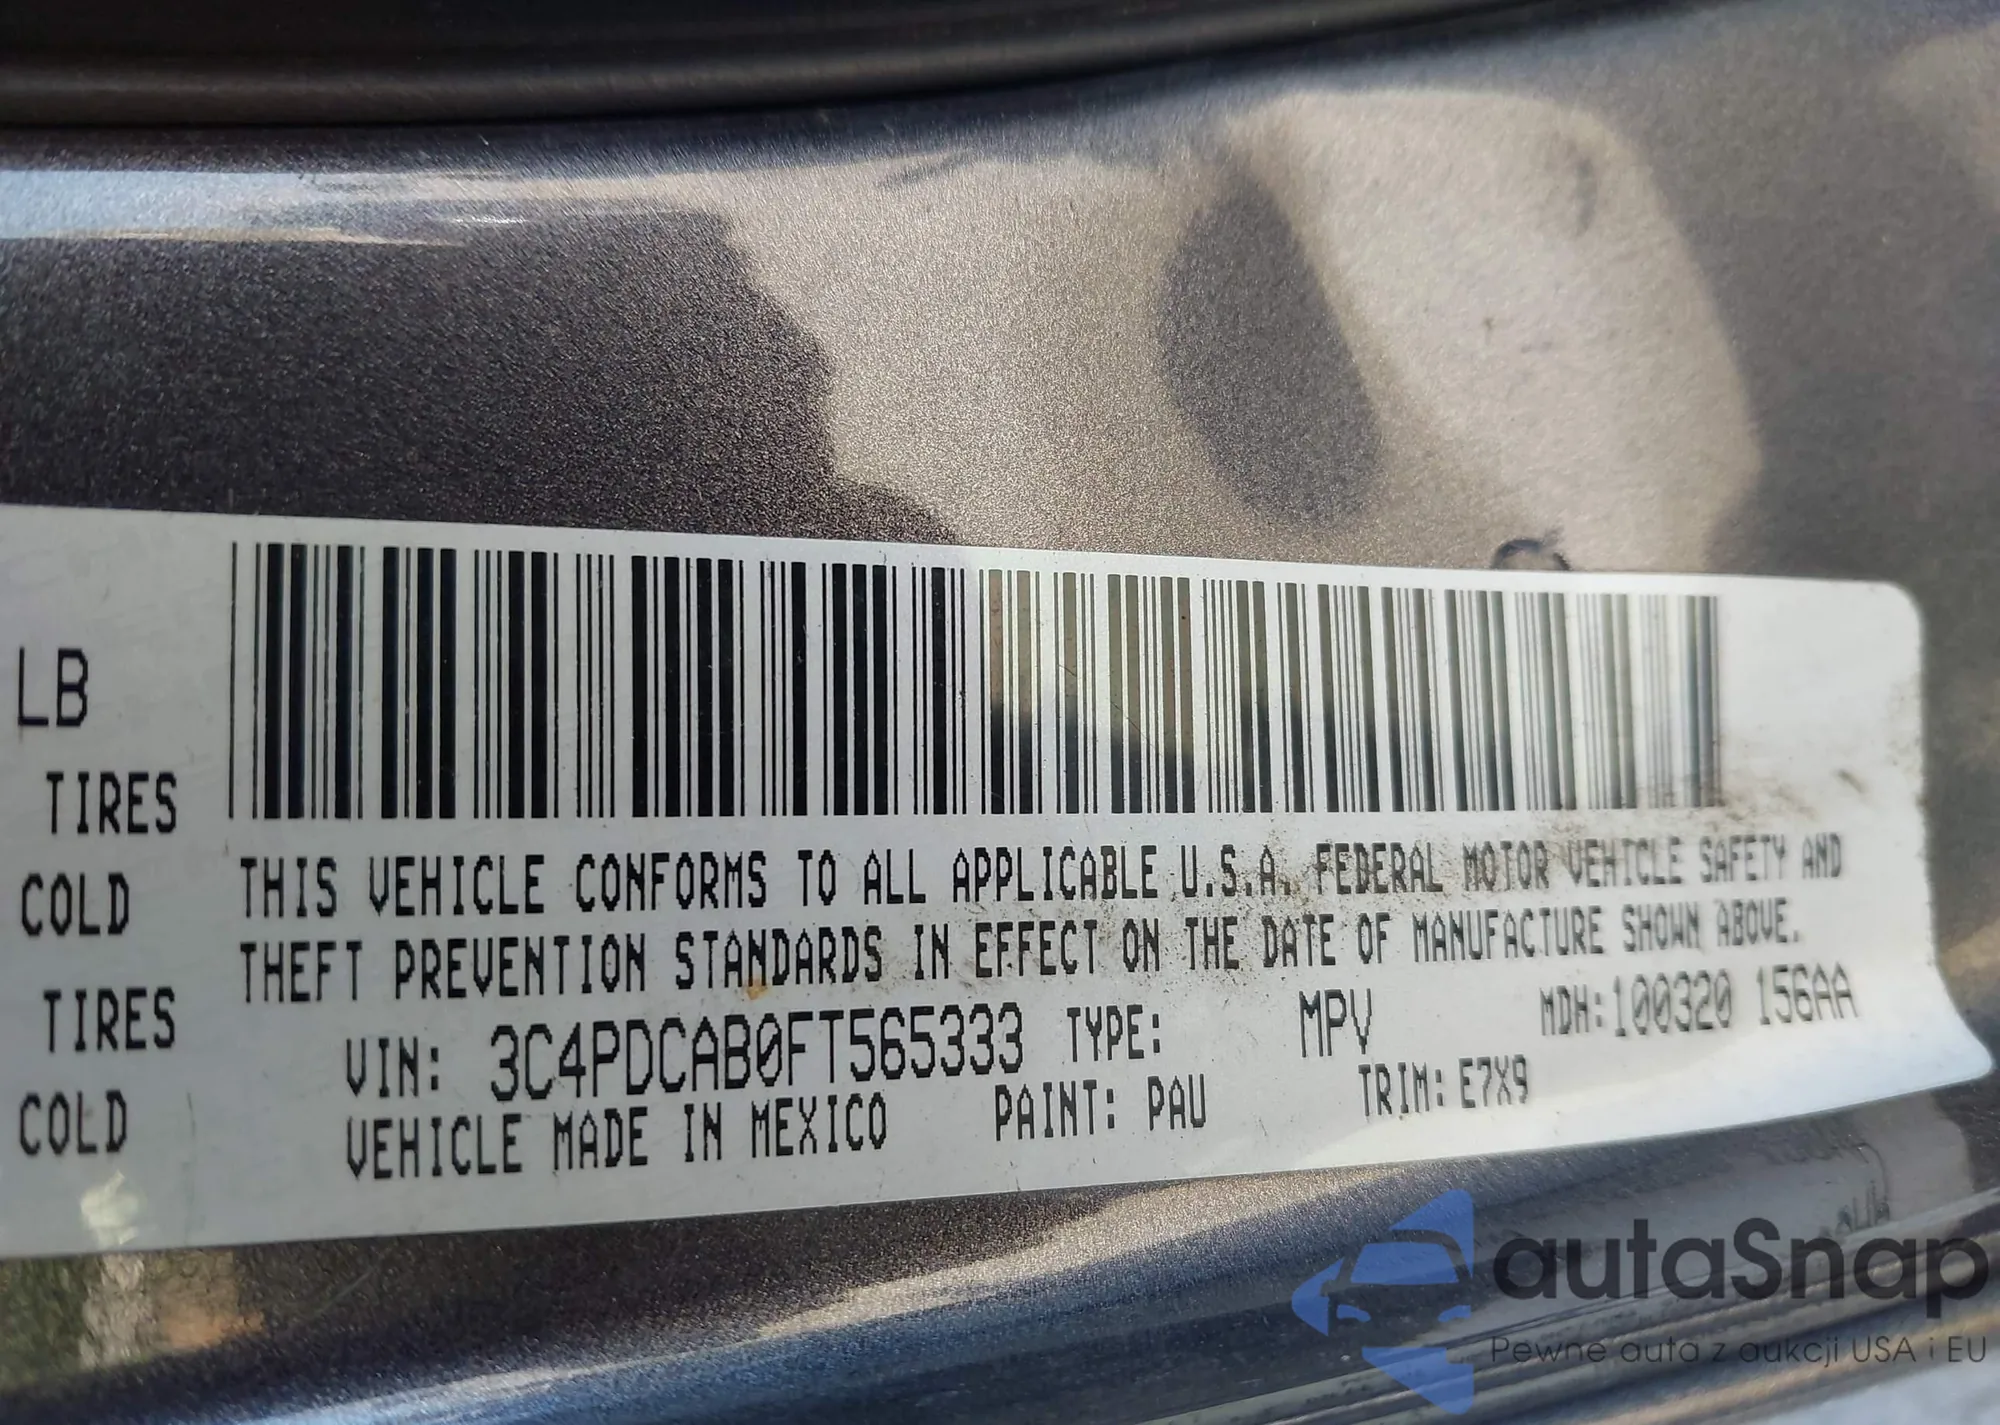 LB
TIRES
COLD
TIRES
COLD
THIS VEHICLE CONFORMS TO ALL APPLICABLE U.S.A. FEDERAL MOTOR VEHICLE SAFETY AND
THEFT PREVENTION STANDARDS IN EFFECT ON THE DATE OF MANUFACTURE SHOWN ABOVE.
VIN: 3C4PDCAB0FT565333 TYPE: MPV MDH:100320 156AA
VEHICLE MADE IN MEXICO PAINT: PAU TRIM: E7X9
autaSnap
Pewne auta z aukcji USA i EU